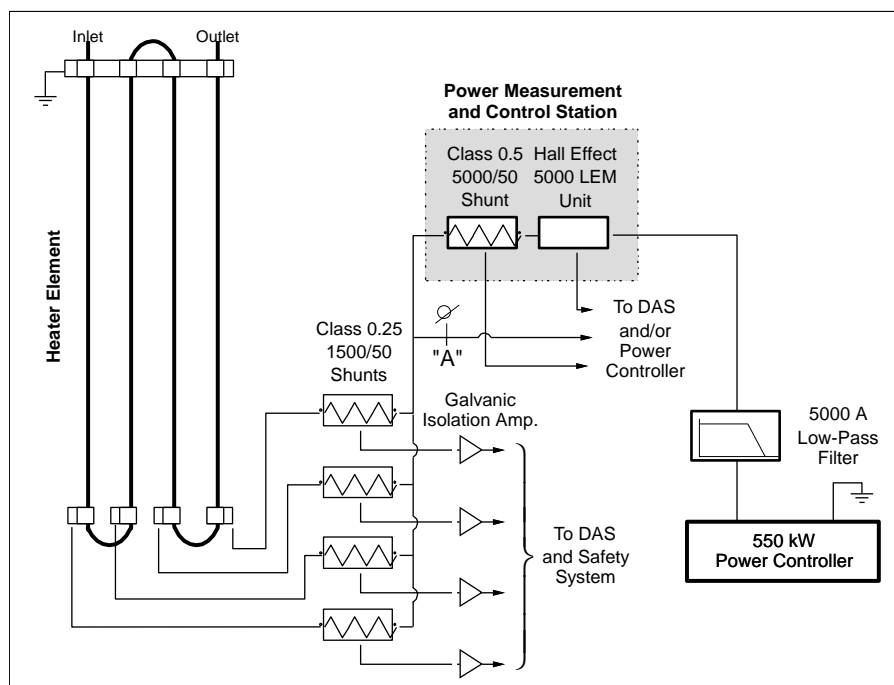 Inlet
Outlet
Power Measurement
and Control Station
Class 0.5
5000/50
Shunt
Hall Effect
5000 LEM
Unit
Heater Element
To DAS
and/or
Power
Controller
"A"
Class 0.25
1500/50
Shunts
Galvanic
Isolation Amp.
5000 A
Low-Pass
Filter
To DAS
and Safety
System
550 kW
Power Controller